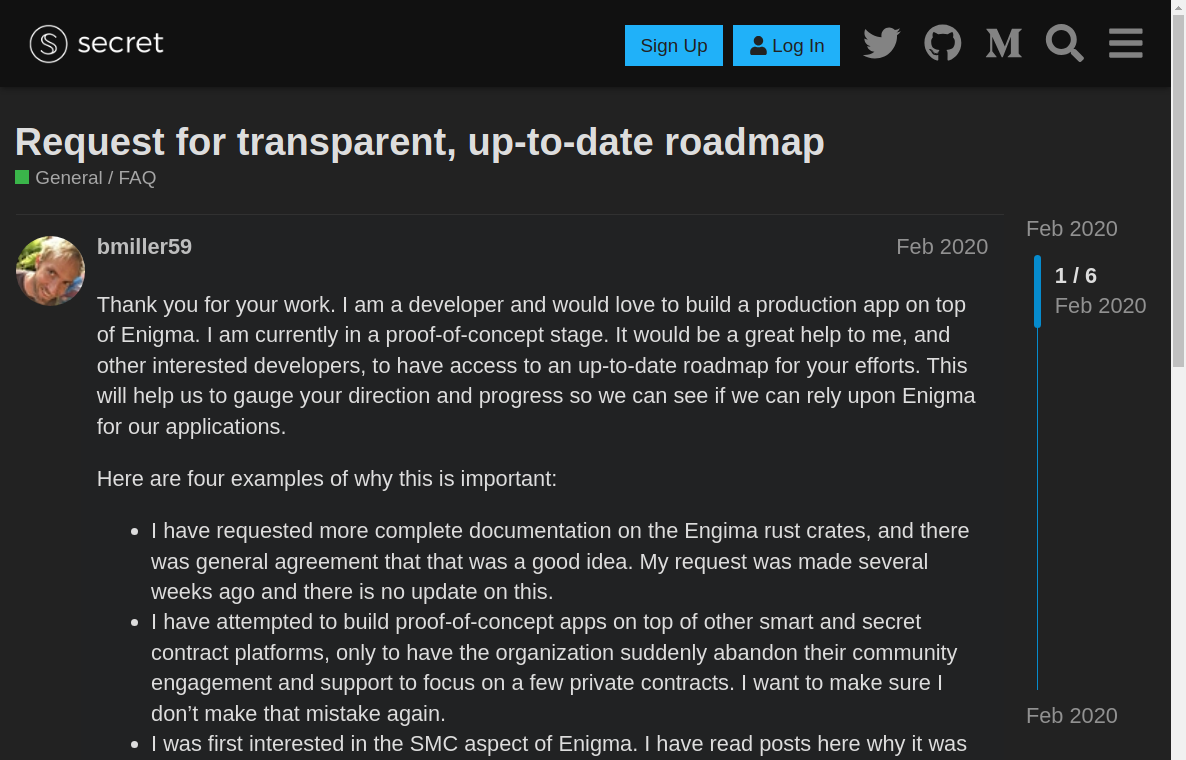 secret
Sign Up
Log In
Request for transparent, up-to-date roadmap
General / FAQ
bmiller59
Feb 2020
Thank you for your work. I am a developer and would love to build a production app on top
of Enigma. I am currently in a proof-of-concept stage. It would be a great help to me, and
other interested developers, to have access to an up-to-date roadmap for your efforts. This
will help us to gauge your direction and progress so we can see if we can rely upon Enigma
for our applications.
Here are four examples of why this is important:
I have requested more complete documentation on the Engima rust crates, and there
was general agreement that that was a good idea. My request was made several
weeks ago and there is no update on this.
I have attempted to build proof-of-concept apps on top of other smart and secret
contract platforms, only to have the organization suddenly abandon their community
engagement and support to focus on a few private contracts. I want to make sure I
don’t make that mistake again.
I was first interested in the SMC aspect of Enigma. I have read posts here why it was
Feb 2020
1 / 6
Feb 2020
Feb 2020